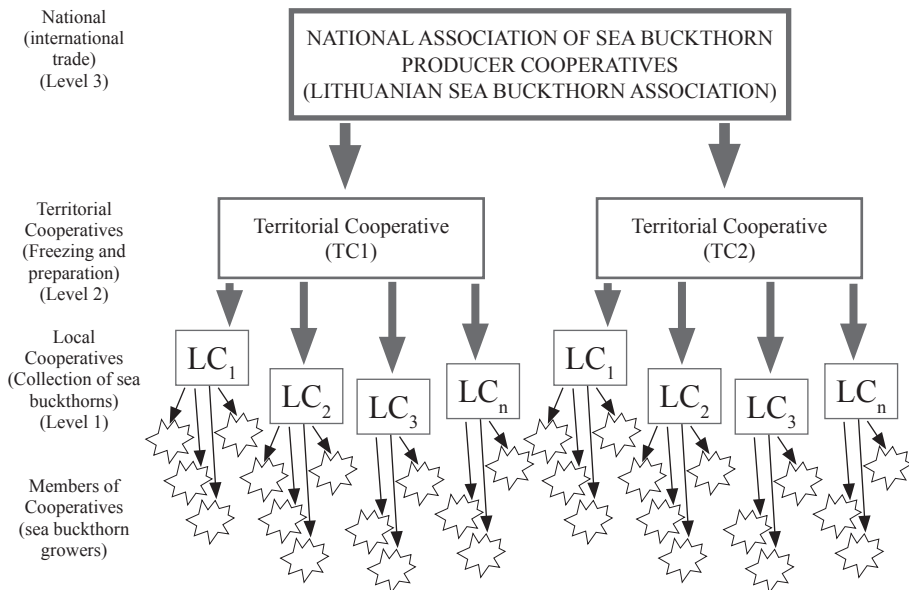 National
(international
trade)
(Level 3)
NATIONAL ASSOCIATION OF SEA BUCKTHORN
PRODUCER COOPERATIVES
(LITHUANIAN SEA BUCKTHORN ASSOCIATION)
Territorial
Cooperatives
(Freezing and
preparation)
(Level 2)
Territorial Cooperative
(TC1)
Territorial Cooperative
(TC2)
Local
Cooperatives
(Collection of sea
buckthorns)
(Level 1)
LC1
LC2
LC3
LCn
LC1
LC2
LC3
LCn
Members of
Cooperatives
(sea buckthorn
growers)